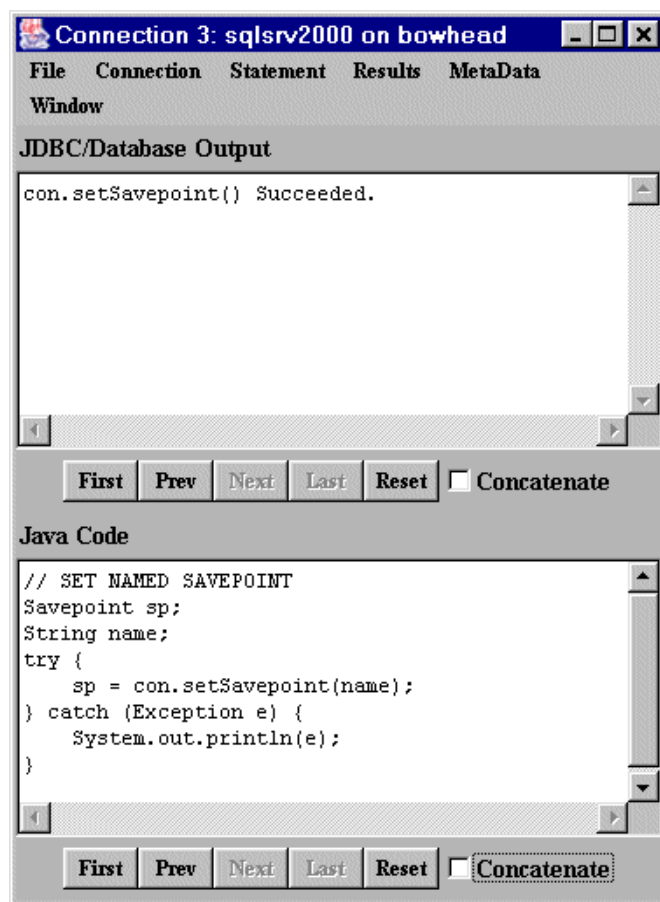 Connection 3: sqlsrv2000 on bowhead
File Connection Statement Results MetaData
Window
JDBC/Database Output
con.setSavepoint() Succeeded.
First Prev Next Last Reset Concatenate
Java Code
// SET NAMED SAVEPOINT
Savepoint sp;
String name;
try {
    sp = con.setSavepoint(name);
} catch (Exception e) {
    System.out.println(e);
}
First Prev Next Last Reset Concatenate